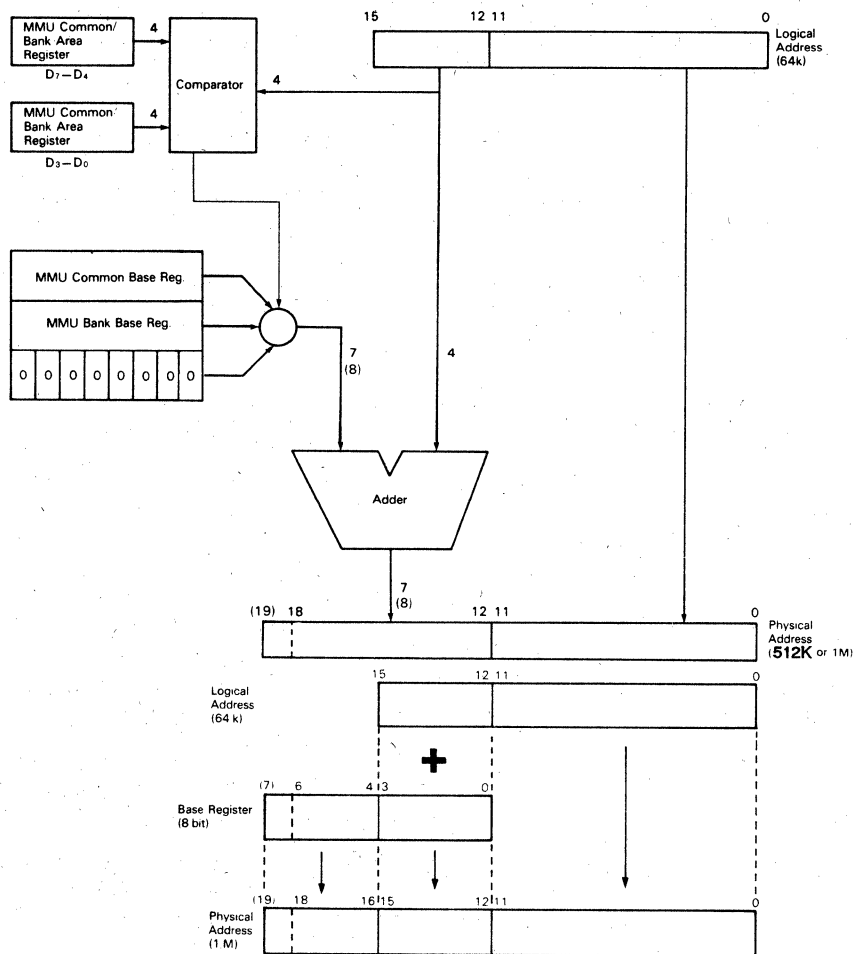 15 12 11 0
MMU Common/
Bank Area
Register
4
D7—D4
Logical
Address
(64k)
Comparator
4
MMU Common/
Bank Area
Register
4
D3—D0
MMU Common Base Reg.
MMU Bank Base Reg.
0 0 0 0 0 0 0 0
7
(8)
4
Adder
7
(8)
(19) 18 12 11 0
Physical
Address
(512K or 1M)
15 12 11 0
Logical
Address
(64 k)
+
(7) 6 4 3 0
Base Register
(8 bit)
(19) 18 16 15 12 11 0
Physical
Address
(1 M)